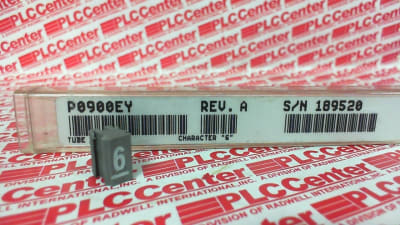 P0900EY REV. A S/N 189520
TUBE CHARACTER "6"
6
PLCCenter
A DIVISION OF RADWELL INTERNATIONAL, INC.